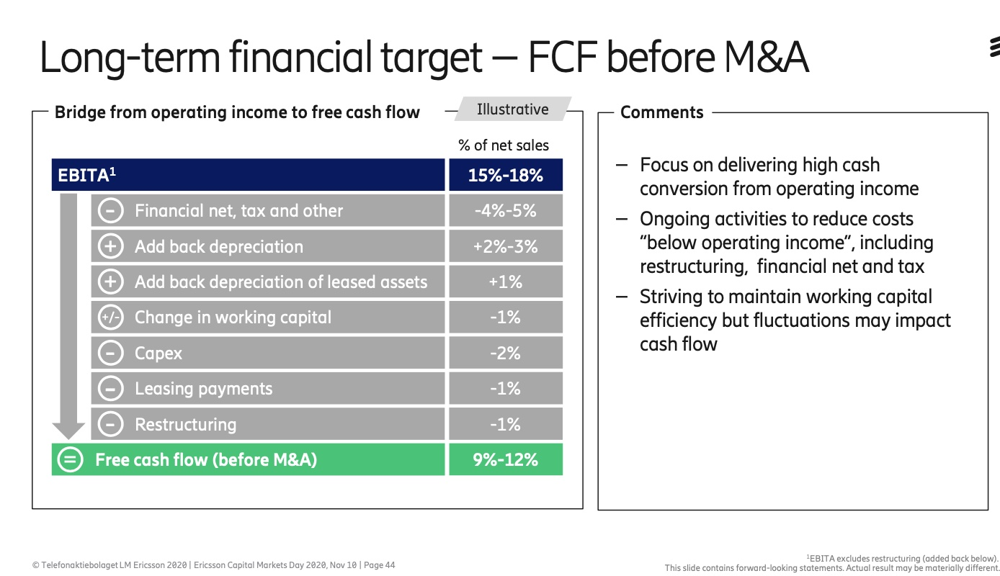 Long-term financial target – FCF before M&A
Bridge from operating income to free cash flow
Illustrative
% of net sales
EBITA¹ 15%-18%
- Financial net, tax and other -4%-5%
+ Add back depreciation +2%-3%
+ Add back depreciation of leased assets +1%
+/- Change in working capital -1%
- Capex -2%
- Leasing payments -1%
- Restructuring -1%
= Free cash flow (before M&A) 9%-12%
Comments
— Focus on delivering high cash
conversion from operating income
— Ongoing activities to reduce costs
“below operating income”, including
restructuring,  financial net and tax
— Striving to maintain working capital
efficiency but fluctuations may impact
cash flow
© Telefonaktiebolaget LM Ericsson 2020 | Ericsson Capital Markets Day 2020, Nov 10 | Page 44
¹EBITA excludes restructuring (added back below).
This slide contains forward-looking statements. Actual result may be materially different.